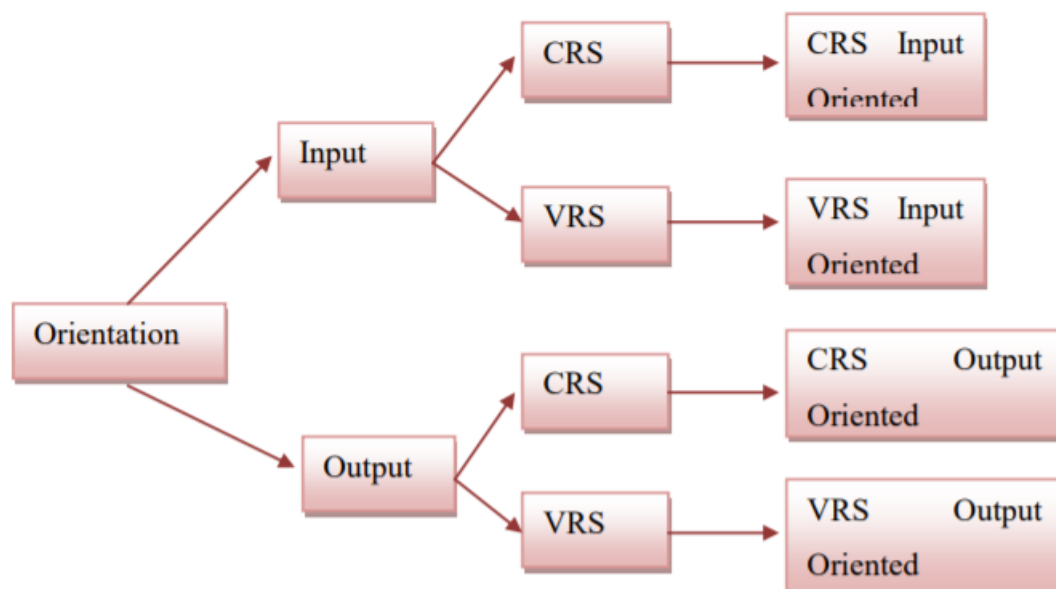 CRS
CRS Input
Oriented
Input
VRS
VRS Input
Oriented
Orientation
CRS
CRS Output
Oriented
Output
VRS
VRS Output
Oriented